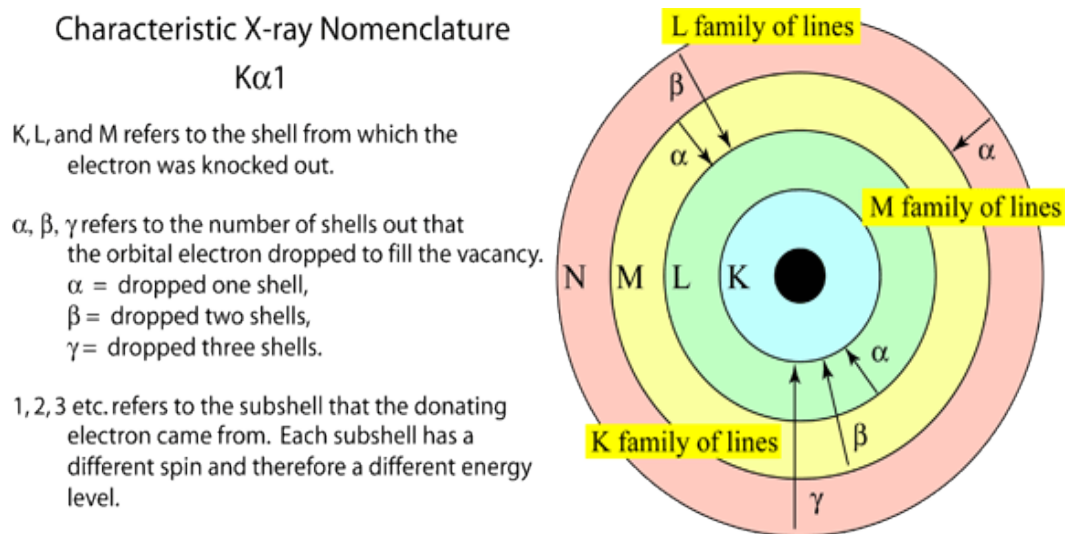 Characteristic X-ray Nomenclature
Kα1
K, L, and M refers to the shell from which the
electron was knocked out.
α, β, γ refers to the number of shells out that
the orbital electron dropped to fill the vacancy.
α = dropped one shell,
β = dropped two shells,
γ = dropped three shells.
1, 2, 3 etc. refers to the subshell that the donating
electron came from. Each subshell has a
different spin and therefore a different energy
level.
L family of lines
β
α
α
M family of lines
N M L K
α
K family of lines
β
γ